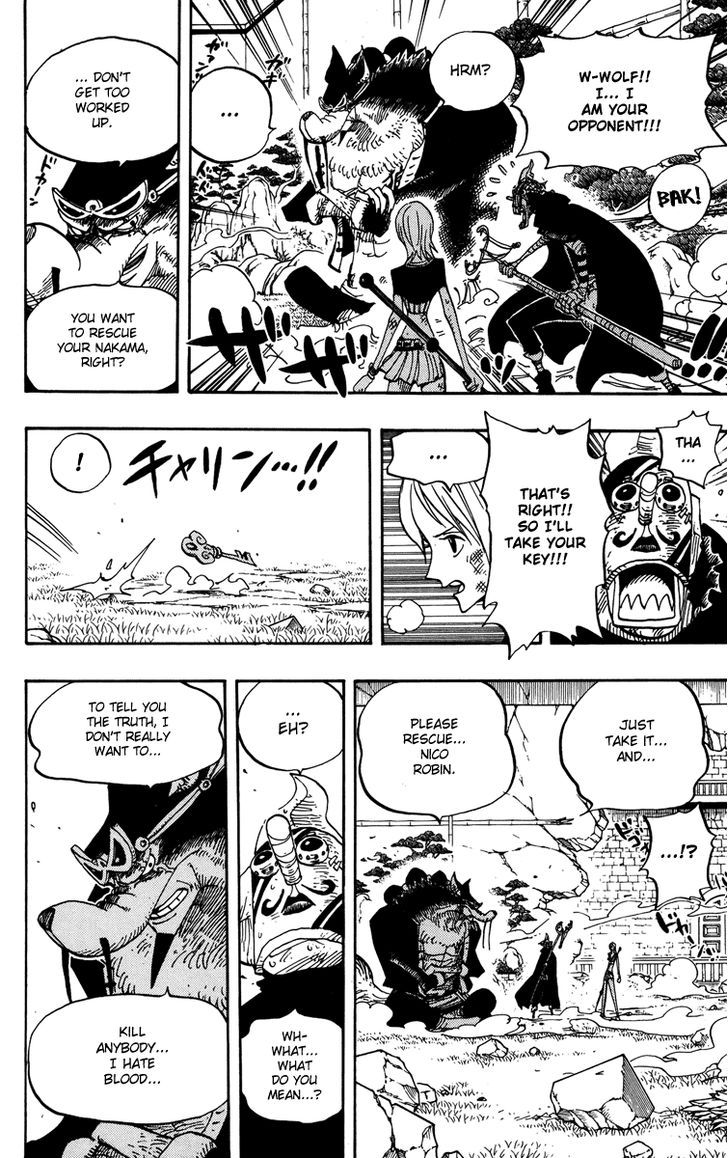 W-WOLF!!
I... I
AM YOUR
OPPONENT!!!
BAK!
HRM?
...
... DON'T
GET TOO
WORKED
UP.
YOU WANT
TO RESCUE
YOUR NAKAMA,
RIGHT?
THA
...
THAT'S
RIGHT!!
SO I'LL
TAKE YOUR
KEY!!!
...
チャリン…!!
!
JUST
TAKE IT...
AND...
PLEASE
RESCUE...
NICO
ROBIN.
...!?
...
EH?
WH-
WHAT...
WHAT
DO YOU
MEAN...?
TO TELL YOU
THE TRUTH, I
DON'T REALLY
WANT TO...
KILL
ANYBODY...
I HATE
BLOOD...